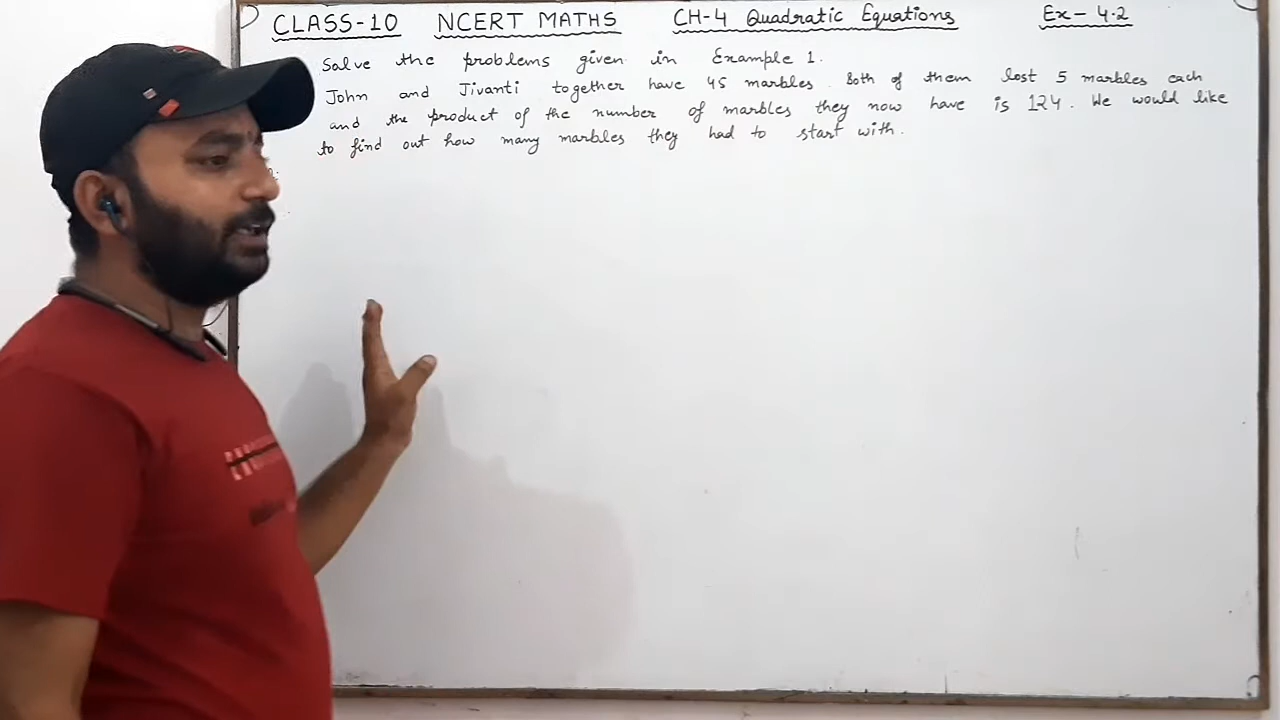 CLASS-10 NCERT MATHS CH-4 Quadratic Equations Ex- 4.2
Solve the problems given in Example 1.
John and Jivanti together have 45 marbles. Both of them lost 5 marbles each
and the product of the number of marbles they now have is 124. We would like
to find out how many marbles they had to start with.